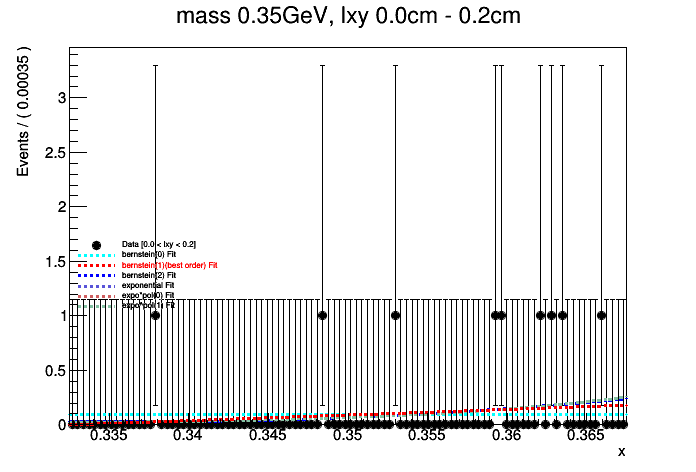 mass 0.35GeV, lxy 0.0cm - 0.2cm
Events / ( 0.00035 )
3
2.5
2
1.5
1
0.5
0
Data [0.0 < lxy < 0.2]
bernstein(0) Fit
bernstein(1)(best order) Fit
bernstein(2) Fit
exponential Fit
expo*pol(0) Fit
expo*pol(1) Fit
0.335 0.34 0.345 0.35 0.355 0.36 0.365
x